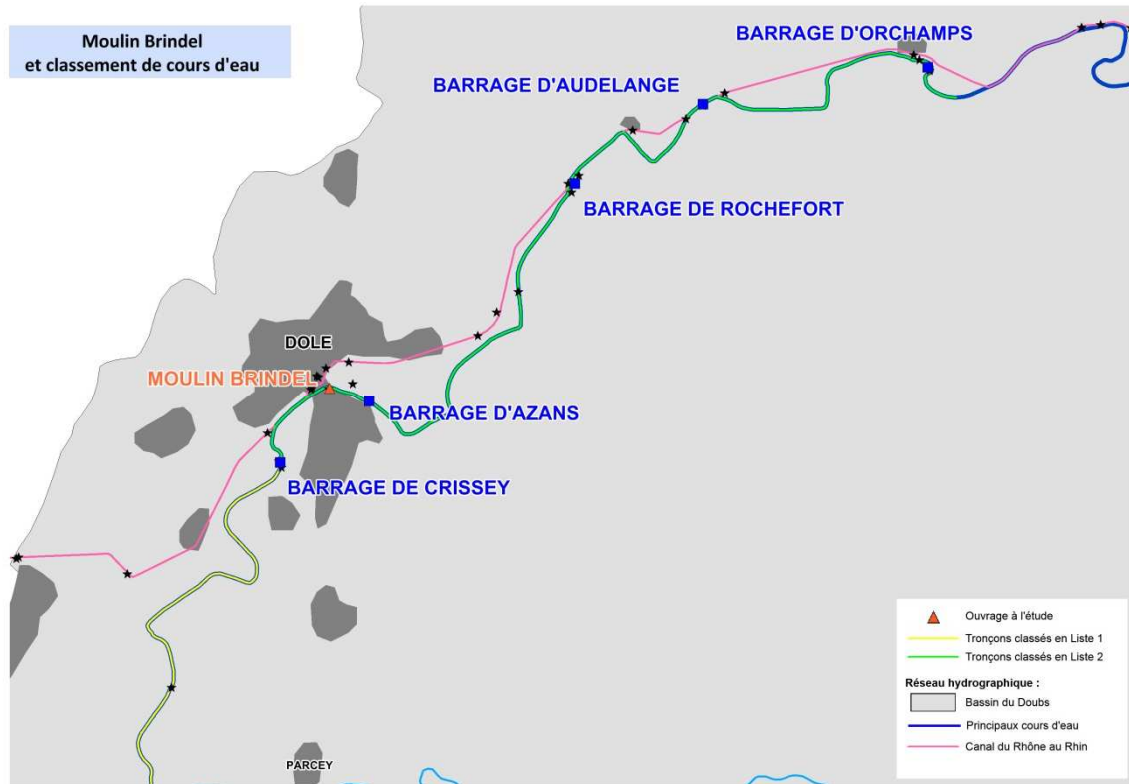 Moulin Brindel
et classement de cours d'eau
BARRAGE D'ORCHAMPS
BARRAGE D'AUDELANGE
BARRAGE DE ROCHEFORT
DOLE
MOULIN BRINDEL
BARRAGE D'AZANS
BARRAGE DE CRISSEY
PARCEY
Ouvrage à l'étude
Tronçons classés en Liste 1
Tronçons classés en Liste 2
Réseau hydrographique :
Bassin du Doubs
Principaux cours d'eau
Canal du Rhône au Rhin